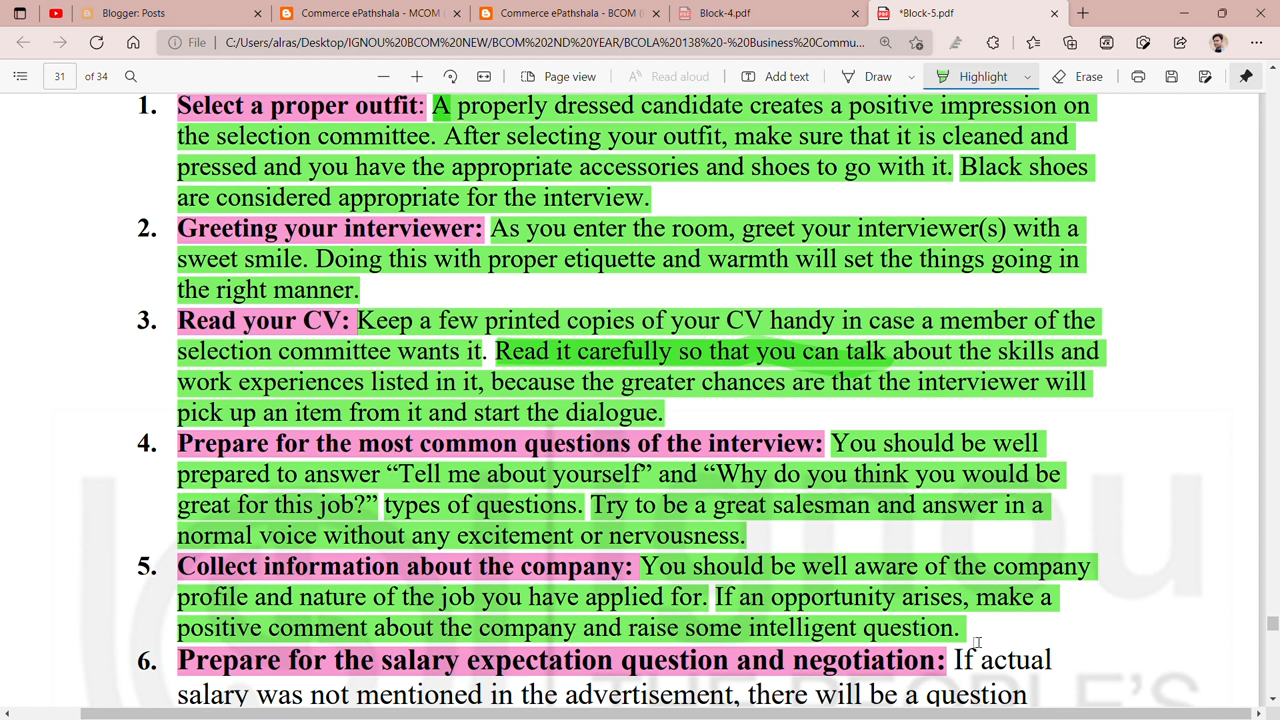 Blogger: Posts
Commerce ePathshala - MCOM (
Commerce ePathshala - BCOM (
Block-4.pdf
*Block-5.pdf
File
C:/Users/alras/Desktop/IGNOU%20BCOM%20NEW/BCOM%202ND%20YEAR/BCOLA%20138%20-%20Business%20Commu...
31 of 34
Page view
Read aloud
Add text
Draw
Highlight
Erase
1. Select a proper outfit: A properly dressed candidate creates a positive impression on
the selection committee. After selecting your outfit, make sure that it is cleaned and
pressed and you have the appropriate accessories and shoes to go with it. Black shoes
are considered appropriate for the interview.
2. Greeting your interviewer: As you enter the room, greet your interviewer(s) with a
sweet smile. Doing this with proper etiquette and warmth will set the things going in
the right manner.
3. Read your CV: Keep a few printed copies of your CV handy in case a member of the
selection committee wants it. Read it carefully so that you can talk about the skills and
work experiences listed in it, because the greater chances are that the interviewer will
pick up an item from it and start the dialogue.
4. Prepare for the most common questions of the interview: You should be well
prepared to answer “Tell me about yourself” and “Why do you think you would be
great for this job?” types of questions. Try to be a great salesman and answer in a
normal voice without any excitement or nervousness.
5. Collect information about the company: You should be well aware of the company
profile and nature of the job you have applied for. If an opportunity arises, make a
positive comment about the company and raise some intelligent question.
6. Prepare for the salary expectation question and negotiation: If actual
salary was not mentioned in the advertisement, there will be a question
ignou
THE PEOPLE'S